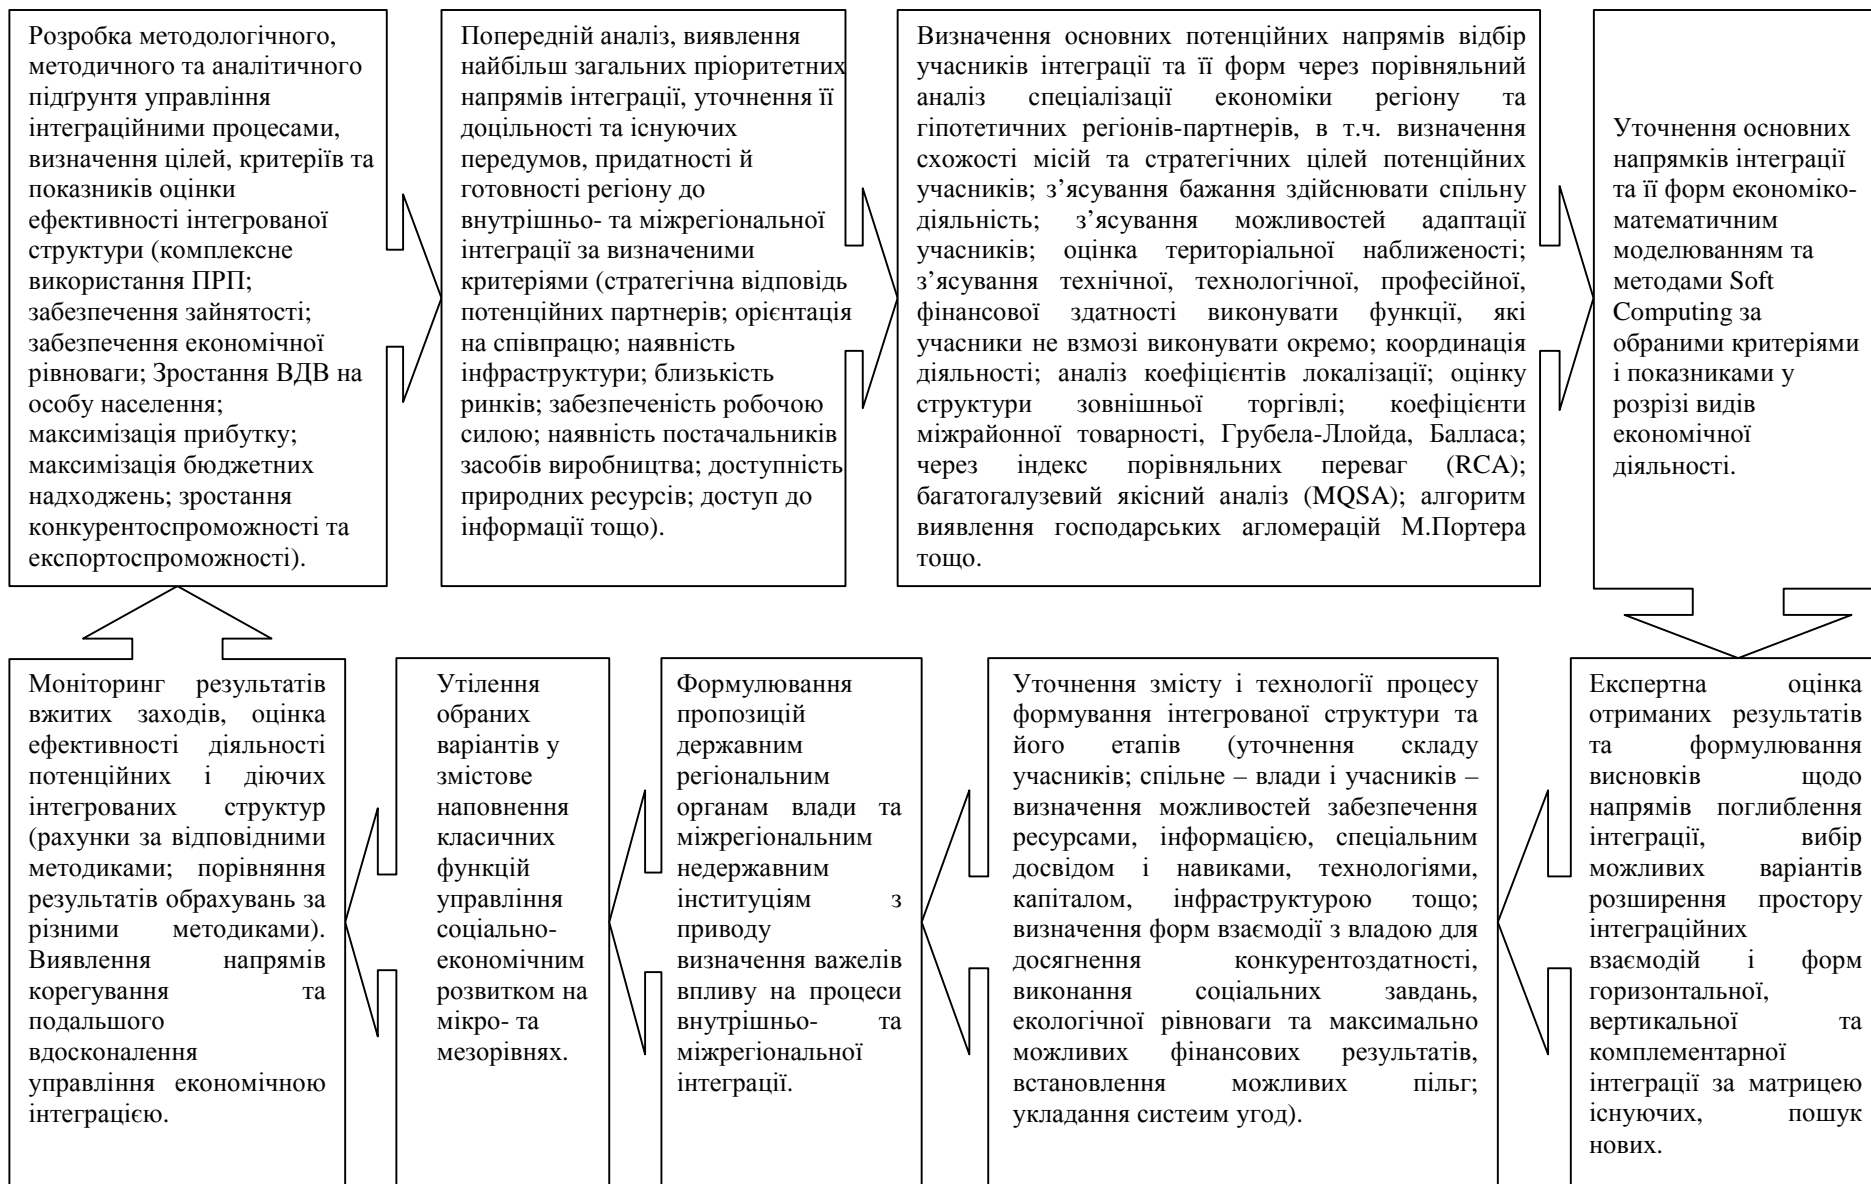 Розробка методологічного,
методичного та аналітичного
підґрунтя управління
інтеграційними процесами,
визначення цілей, критеріїв та
показників оцінки
ефективності інтегрованої
структури (комплексне
використання ПРП;
забезпечення зайнятості;
забезпечення економічної
рівноваги; Зростання ВДВ на
особу населення;
максимізація прибутку;
максимізація бюджетних
надходжень; зростання
конкурентоспроможності та
експортоспроможності).
Попередній аналіз, виявлення
найбільш загальних пріоритетних
напрямів інтеграції, уточнення її
доцільності та існуючих
передумов, придатності й
готовності регіону до
внутрішньо- та міжрегіональної
інтеграції за визначеними
критеріями (стратегічна відповідь
потенційних партнерів; орієнтація
на співпрацю; наявність
інфраструктури; близькість
ринків; забезпеченість робочою
силою; наявність постачальників
засобів виробництва; доступність
природних ресурсів; доступ до
інформації тощо).
Визначення основних потенційних напрямів відбір
учасників інтеграції та її форм через порівняльний
аналіз спеціалізації економіки регіону та
гіпотетичних регіонів-партнерів, в т.ч. визначення
схожості місій та стратегічних цілей потенційних
учасників; з’ясування бажання здійснювати спільну
діяльність; з’ясування можливостей адаптації
учасників; оцінка територіальної наближеності;
з’ясування технічної, технологічної, професійної,
фінансової здатності виконувати функції, які
учасники не взмозі виконувати окремо; координація
діяльності; аналіз коефіцієнтів локалізації; оцінку
структури зовнішньої торгівлі; коефіцієнти
міжрайонної товарності, Грубела-Ллойда, Балласа;
через індекс порівняльних переваг (RCA);
багатогалузевий якісний аналіз (MQSA); алгоритм
виявлення господарських агломерацій М.Портера
тощо.
Уточнення основних
напрямків інтеграції
та її форм економіко-
математичним
моделюванням та
методами Soft
Computing за
обраними критеріями
і показниками у
розрізі видів
економічної
діяльності.
Моніторинг результатів
вжитих заходів, оцінка
ефективності діяльності
потенційних і діючих
інтегрованих структур
(рахунки за відповідними
методиками; порівняння
результатів обрахувань за
різними методиками).
Виявлення напрямів
корегування та
подальшого
вдосконалення
управління економічною
інтеграцією.
Утілення
обраних
варіантів у
змістове
наповнення
класичних
функцій
управління
соціально-
економічним
розвитком на
мікро- та
мезорівнях.
Формулювання
пропозицій
державним
регіональним
органам влади та
міжрегіональним
недержавним
інституціям з
приводу
визначення важелів
впливу на процеси
внутрішньо- та
міжрегіональної
інтеграції.
Уточнення змісту і технології процесу
формування інтегрованої структури та
його етапів (уточнення складу
учасників; спільне – влади і учасників –
визначення можливостей забезпечення
ресурсами, інформацією, спеціальним
досвідом і навиками, технологіями,
капіталом, інфраструктурою тощо;
визначення форм взаємодії з владою для
досягнення конкурентоздатності,
виконання соціальних завдань,
екологічної рівноваги та максимально
можливих фінансових результатів,
встановлення можливих пільг;
укладання систеим угод).
Експертна оцінка
отриманих результатів
та формулювання
висновків щодо
напрямів поглиблення
інтеграції, вибір
можливих варіантів
розширення простору
інтеграційних
взаємодій і форм
горизонтальної,
вертикальної та
комплементарної
інтеграції за матрицею
існуючих, пошук
нових.